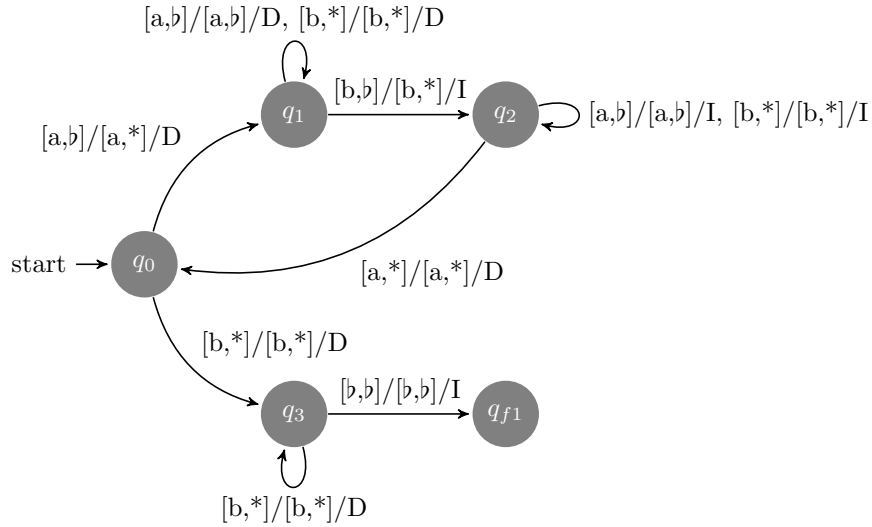 [a,♭]/[a,♭]/D, [b,*]/[b,*]/D
[b,♭]/[b,*]/I
q1
q2
[a,♭]/[a,♭]/I, [b,*]/[b,*]/I
[a,♭]/[a,*]/D
start
q0
[a,*]/[a,*]/D
[b,*]/[b,*]/D
[♭,♭]/[♭,♭]/I
q3
qf1
[b,*]/[b,*]/D